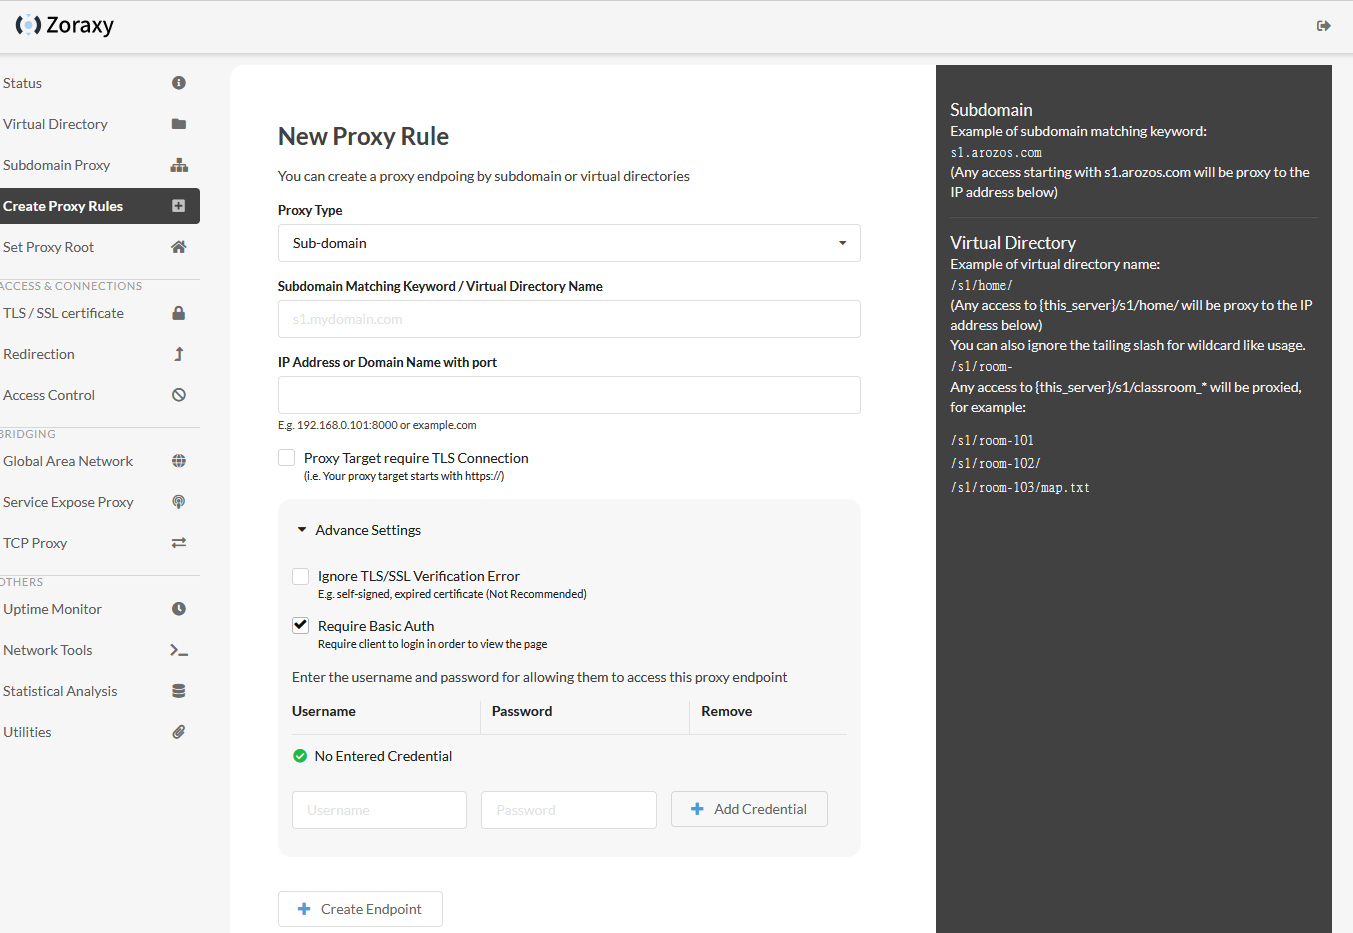 Zoraxy
Status
Virtual Directory
Subdomain Proxy
Create Proxy Rules
Set Proxy Root
ACCESS & CONNECTIONS
TLS / SSL certificate
Redirection
Access Control
BRIDGING
Global Area Network
Service Expose Proxy
TCP Proxy
OTHERS
Uptime Monitor
Network Tools
Statistical Analysis
Utilities
New Proxy Rule
You can create a proxy endpoing by subdomain or virtual directories
Proxy Type
Sub-domain
Subdomain Matching Keyword / Virtual Directory Name
s1.mydomain.com
IP Address or Domain Name with port
E.g. 192.168.0.101:8000 or example.com
Proxy Target require TLS Connection
(i.e. Your proxy target starts with https://)
Advance Settings
Ignore TLS/SSL Verification Error
E.g. self-signed, expired certificate (Not Recommended)
Require Basic Auth
Require client to login in order to view the page
Enter the username and password for allowing them to access this proxy endpoint
Username Password Remove
No Entered Credential
Username Password Add Credential
Create Endpoint
Subdomain
Example of subdomain matching keyword:
s1.arozos.com
(Any access starting with s1.arozos.com will be proxy to the
IP address below)
Virtual Directory
Example of virtual directory name:
/s1/home/
(Any access to {this_server}/s1/home/ will be proxy to the IP
address below)
You can also ignore the tailing slash for wildcard like usage.
/s1/room-
Any access to {this_server}/s1/classroom_* will be proxied,
for example:
/s1/room-101
/s1/room-102/
/s1/room-103/map.txt